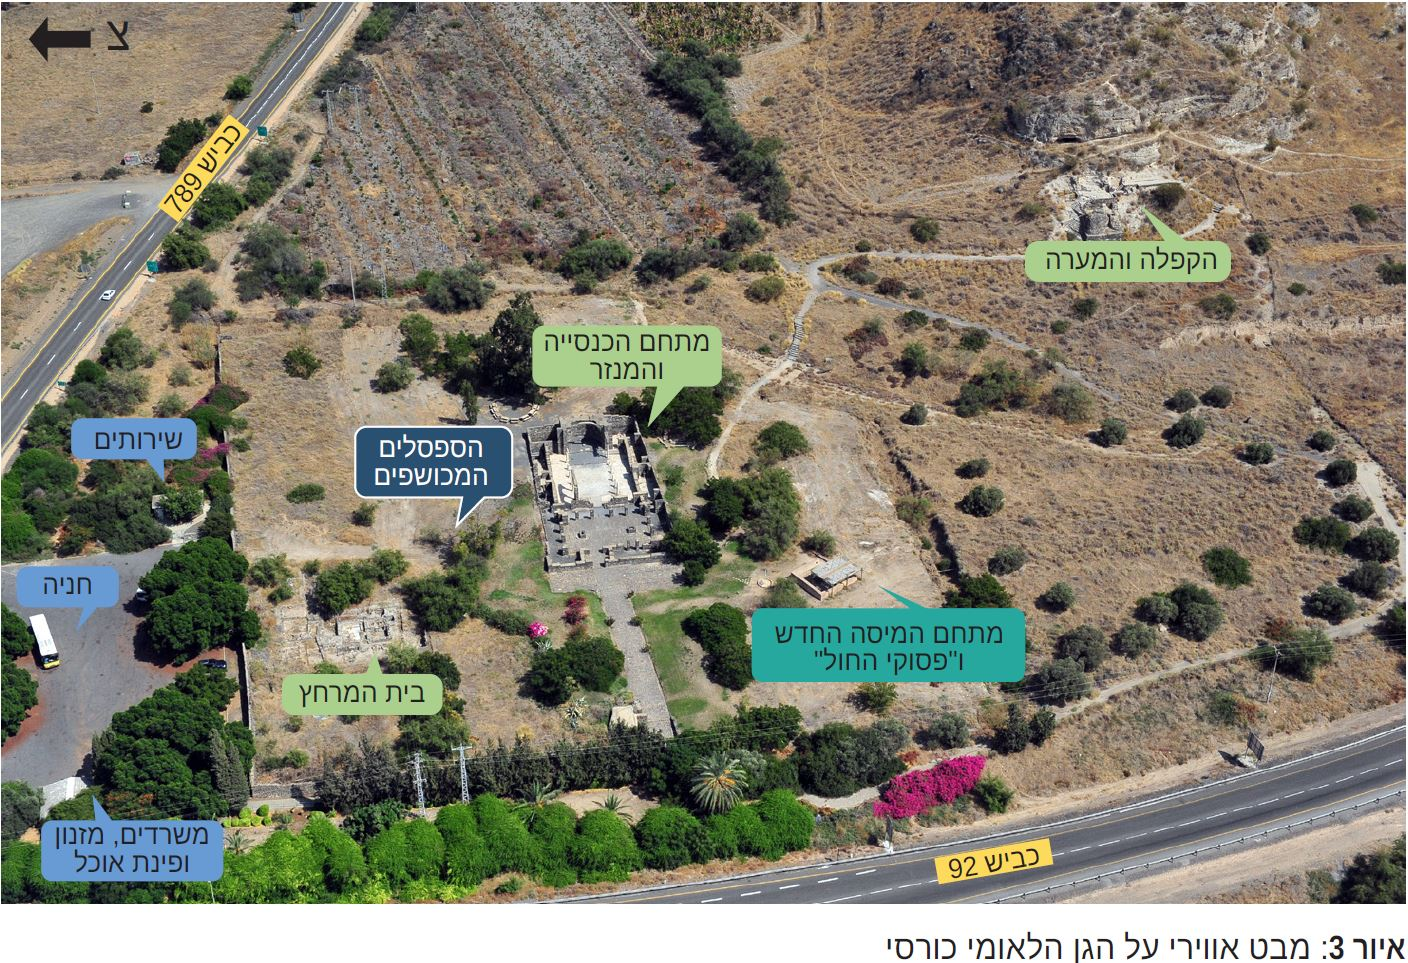 צ
כביש 789
הקפלה והמערה
מתחם הכנסייה
והמנזר
שירותים
הספסלים
המכושפים
חניה
מתחם המיסה החדש
ו"פסוקי החול"
בית המרחץ
משרדים, מזנון
ופינת אוכל
כביש 92
איור 3: מבט אווירי על הגן הלאומי כורסי